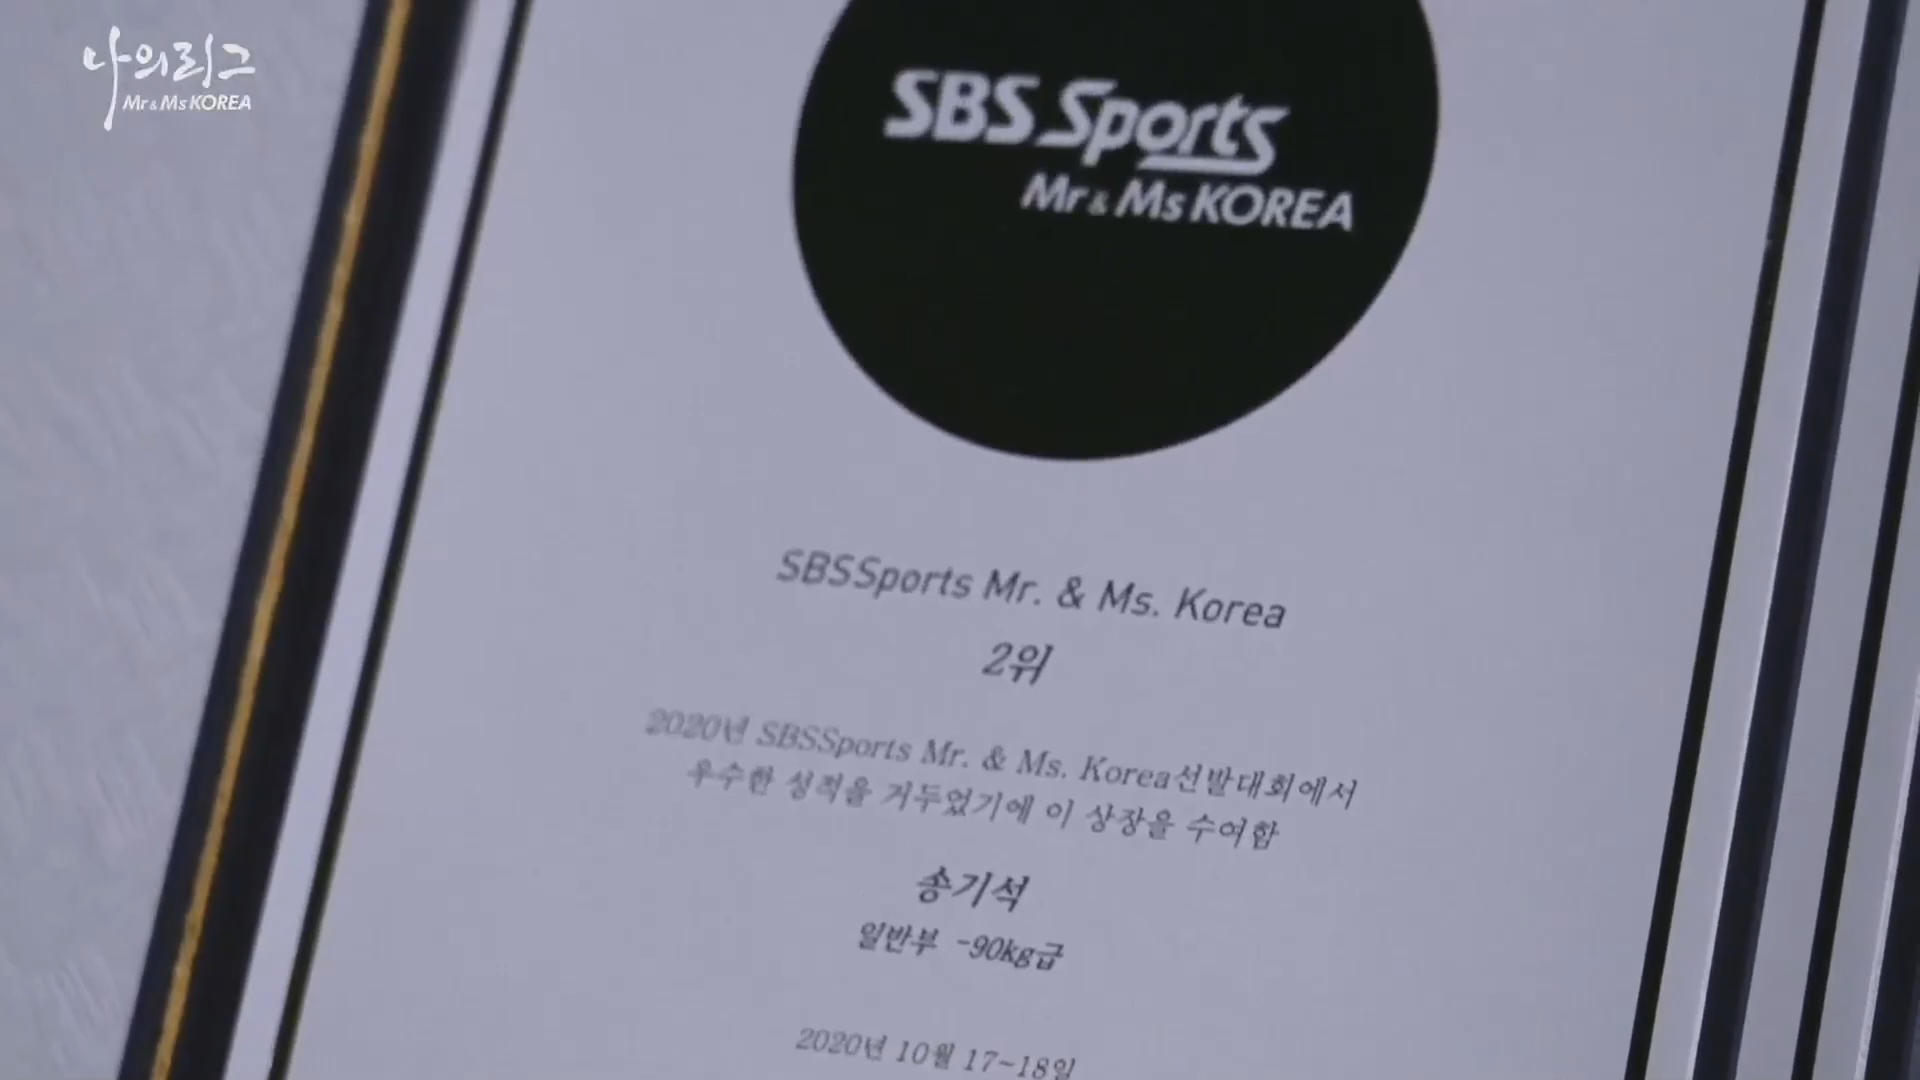 나의리그
Mr & Ms KOREA
SBS Sports
Mr & Ms KOREA
SBSSports Mr. & Ms. Korea
2위
2020년 SBSSports Mr. & Ms. Korea선발대회에서
우수한 성적을 거두었기에 이 상장을 수여함
송기석
일반부 -90kg급
2020년 10월 17~18일